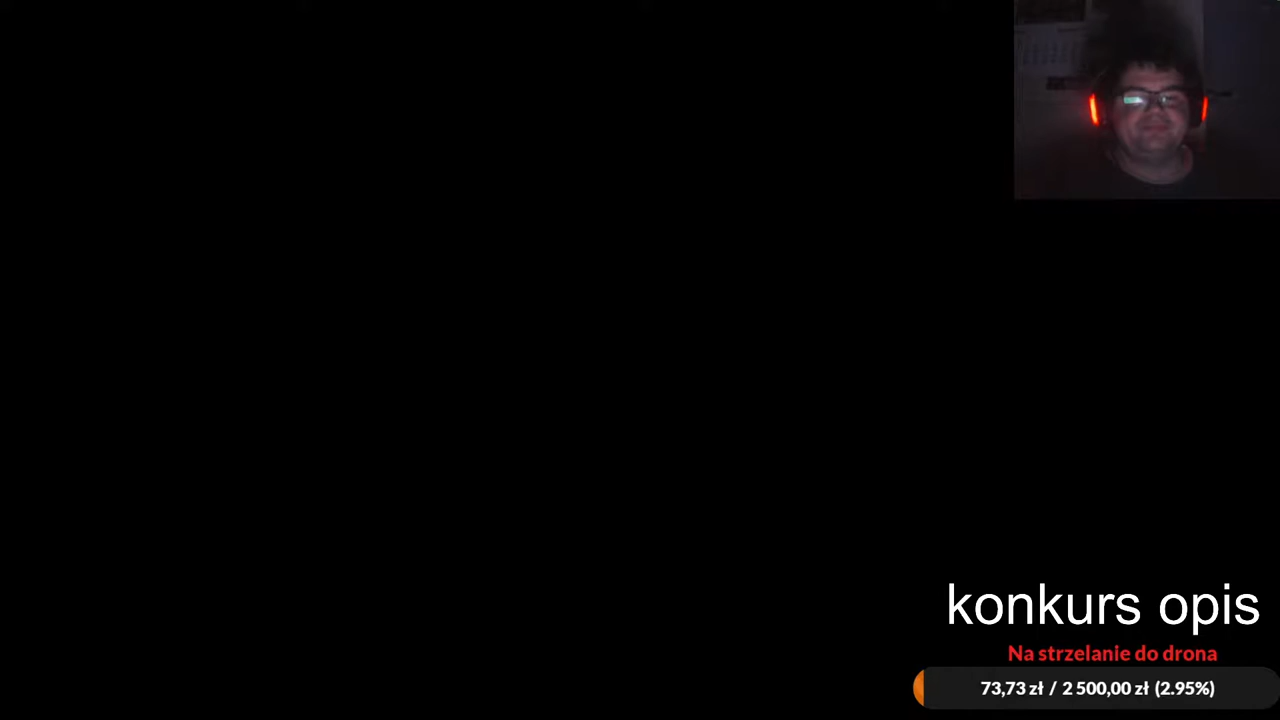 konkurs opis
Na strzelanie do drona
73,73 zł / 2 500,00 zł (2.95%)